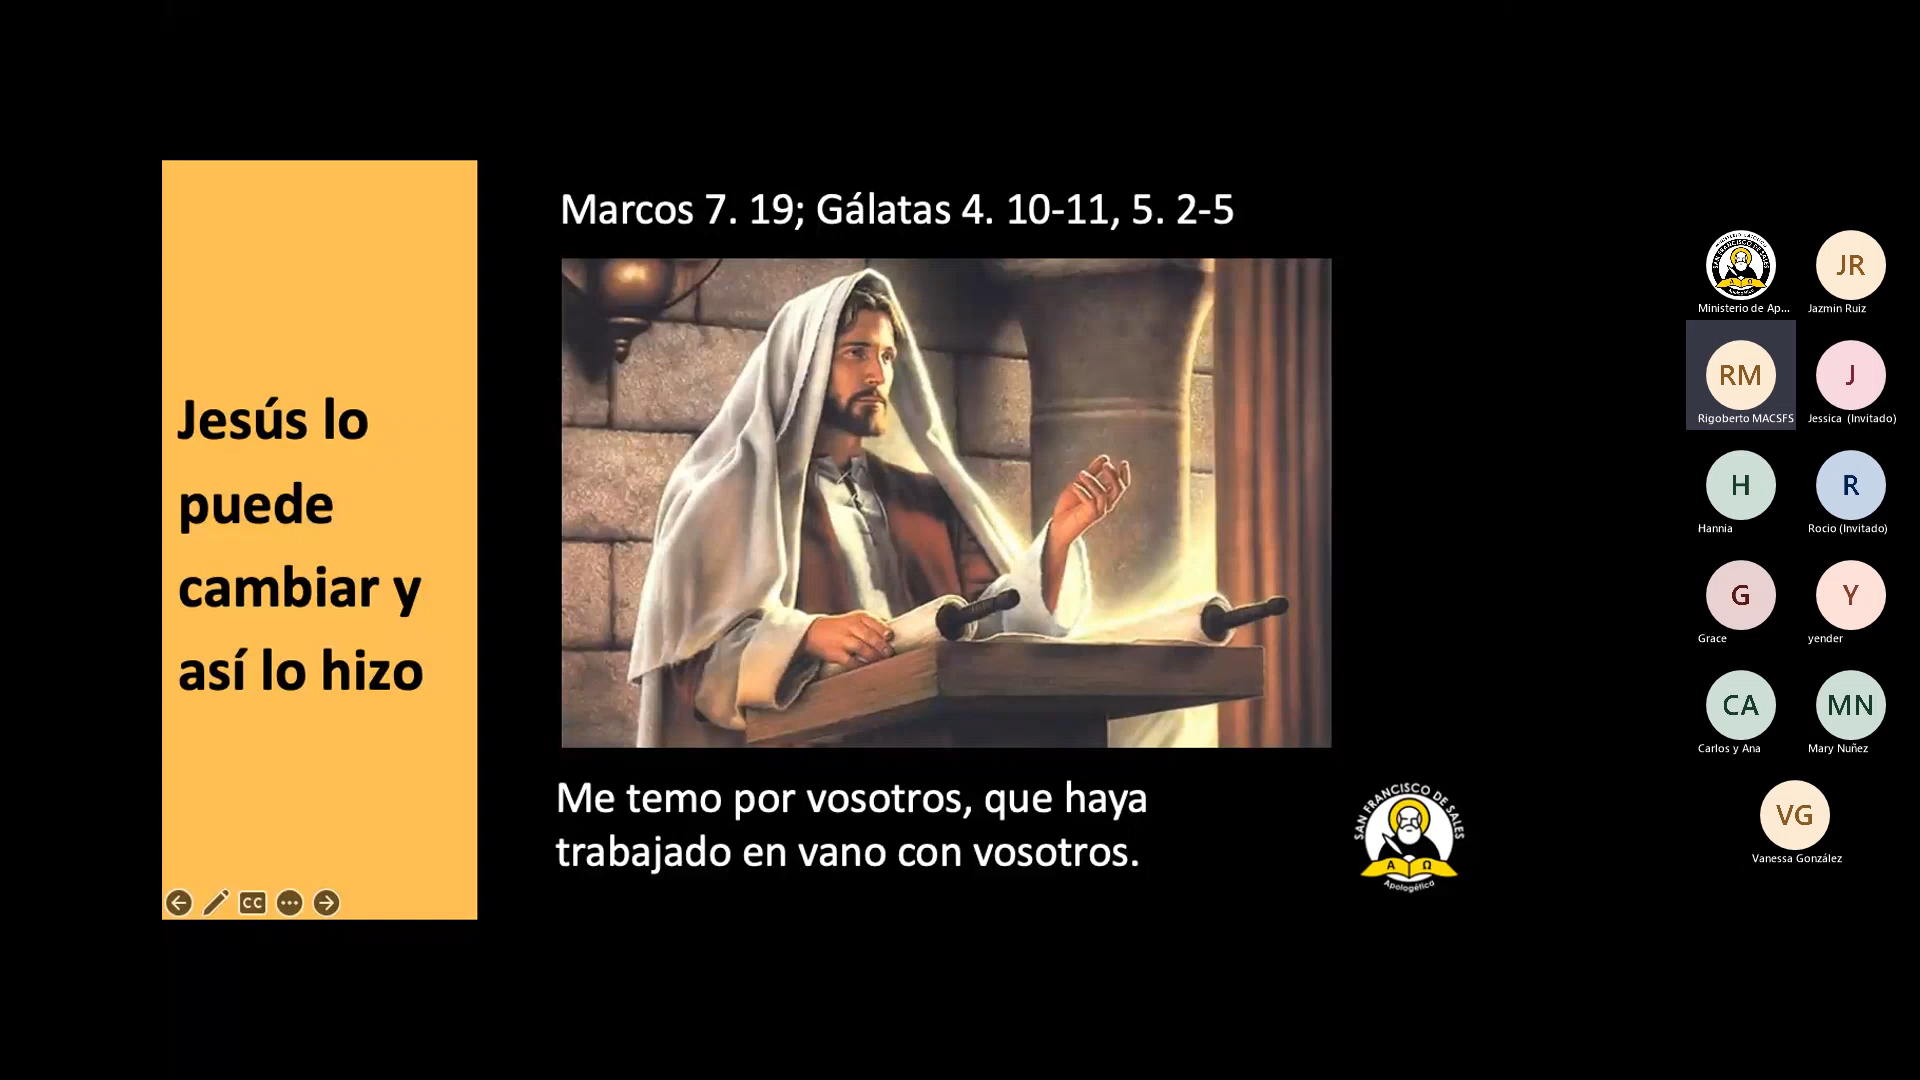 Marcos 7. 19; Gálatas 4. 10-11, 5. 2-5
Jesús lo
puede
cambiar y
así lo hizo
Me temo por vosotros, que haya
trabajado en vano con vosotros.
SAN FRANCISCO DE SALES
Α Ω
Apologética
CC
Ministerio de Ap...
JR
Jazmin Ruiz
RM
Rigoberto MACSFS
J
Jessica (Invitado)
H
Hannia
R
Rocio (Invitado)
G
Grace
Y
yender
CA
Carlos y Ana
MN
Mary Nuñez
VG
Vanessa González